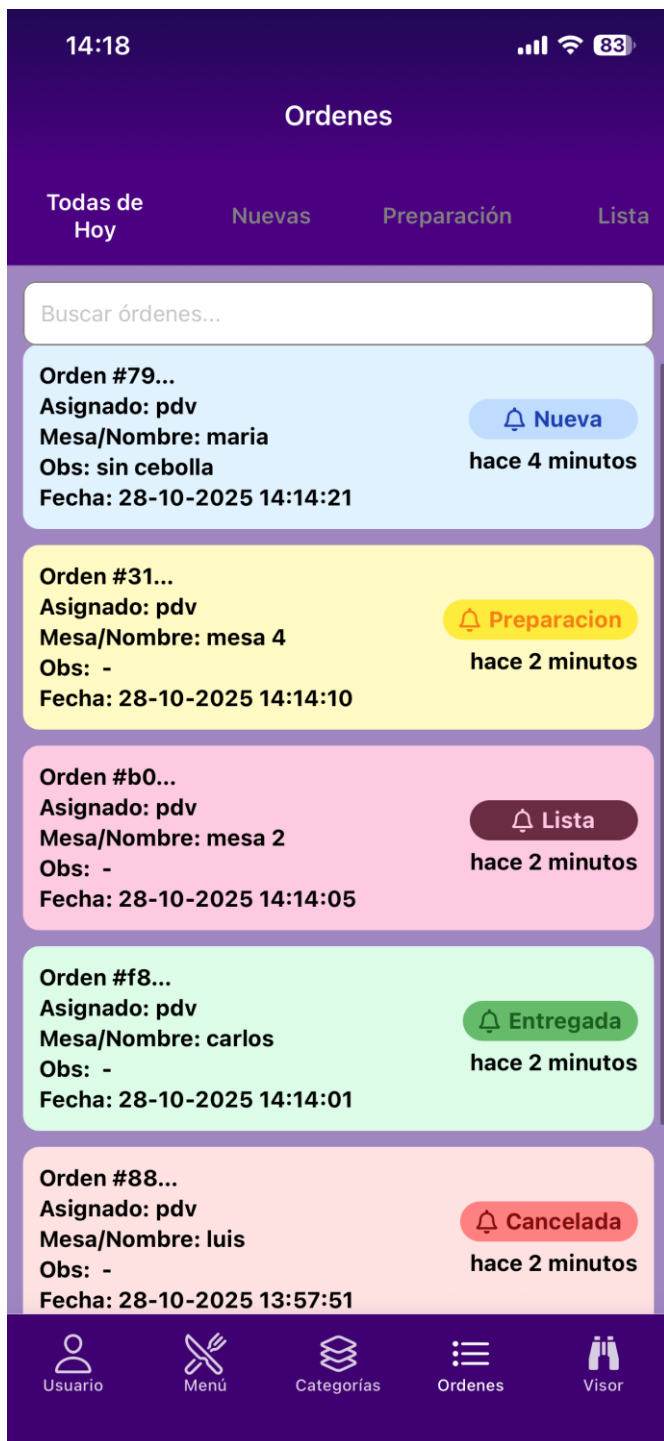 14:18
83
Ordenes
Todas de
Hoy
Nuevas
Preparación
Lista
Buscar órdenes...
Orden #79...
Asignado: pdv
Mesa/Nombre: maria
Obs: sin cebolla
Fecha: 28-10-2025 14:14:21
Nueva
hace 4 minutos
Orden #31...
Asignado: pdv
Mesa/Nombre: mesa 4
Obs: -
Fecha: 28-10-2025 14:14:10
Preparacion
hace 2 minutos
Orden #b0...
Asignado: pdv
Mesa/Nombre: mesa 2
Obs: -
Fecha: 28-10-2025 14:14:05
Lista
hace 2 minutos
Orden #f8...
Asignado: pdv
Mesa/Nombre: carlos
Obs: -
Fecha: 28-10-2025 14:14:01
Entregada
hace 2 minutos
Orden #88...
Asignado: pdv
Mesa/Nombre: luis
Obs: -
Fecha: 28-10-2025 13:57:51
Cancelada
hace 2 minutos
Usuario
Menú
Categorías
Ordenes
Visor